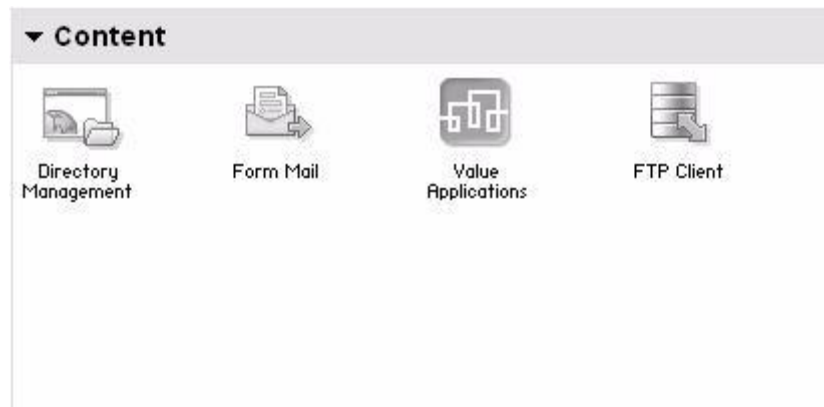 Content
Directory
Management
Form Mail
Value
Applications
FTP Client